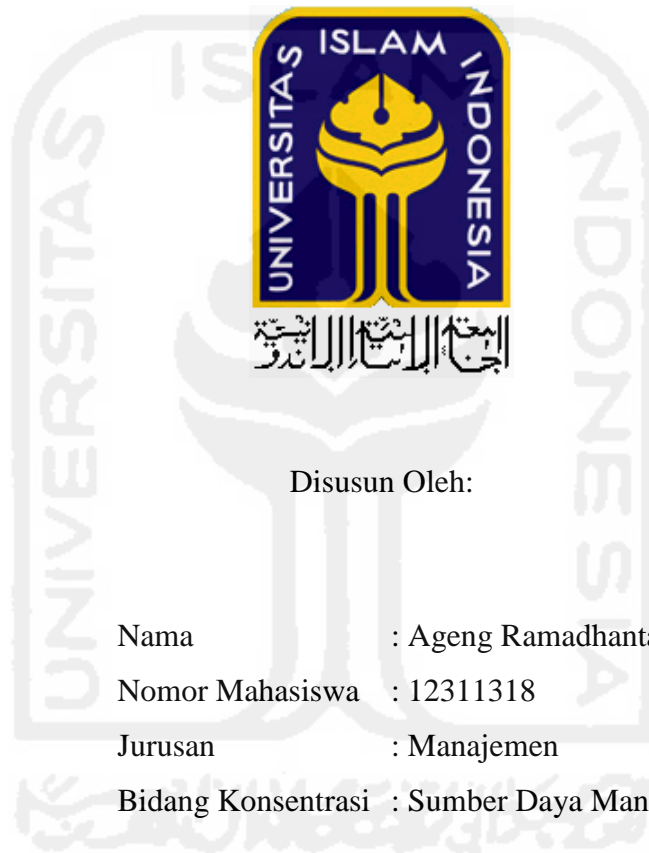 UNIVERSITAS ISLAM INDONESIA
Disusun Oleh:
Nama : Ageng Ramadhanta
Nomor Mahasiswa : 12311318
Jurusan : Manajemen
Bidang Konsentrasi : Sumber Daya Man